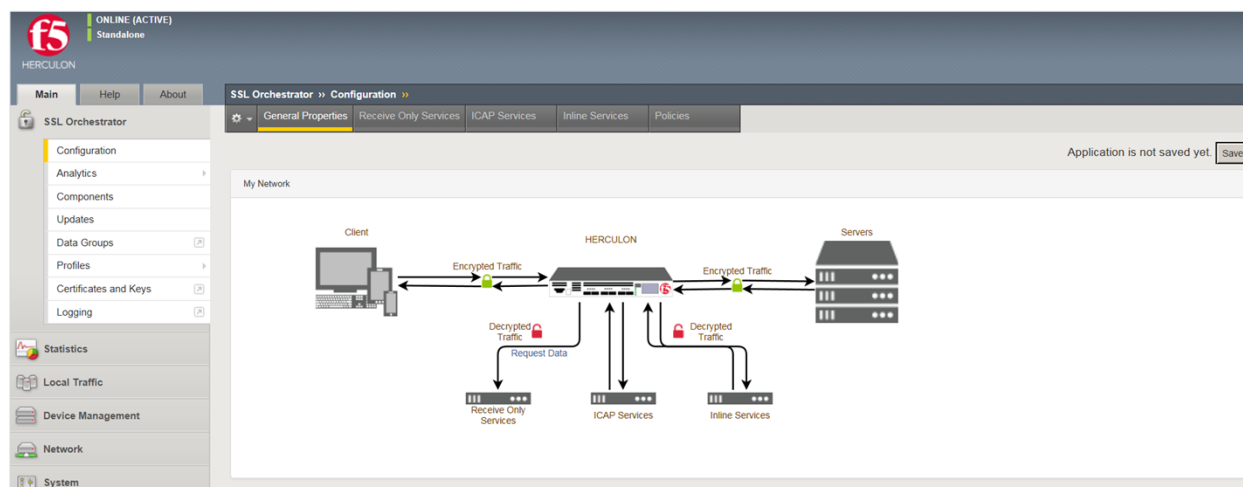 ONLINE (ACTIVE)
Standalone
f5
HERCULON
Main
Help
About
SSL Orchestrator ›› Configuration ››
SSL Orchestrator
General Properties
Receive Only Services
ICAP Services
Inline Services
Policies
Configuration
Analytics
Components
Updates
Data Groups
Profiles
Certificates and Keys
Logging
Statistics
Local Traffic
Device Management
Network
System
Application is not saved yet.
Save
My Network
Client
HERCULON
Servers
Encrypted Traffic
Encrypted Traffic
f5
Decrypted
Traffic
Request Data
Decrypted
Traffic
Receive Only
Services
ICAP Services
Inline Services